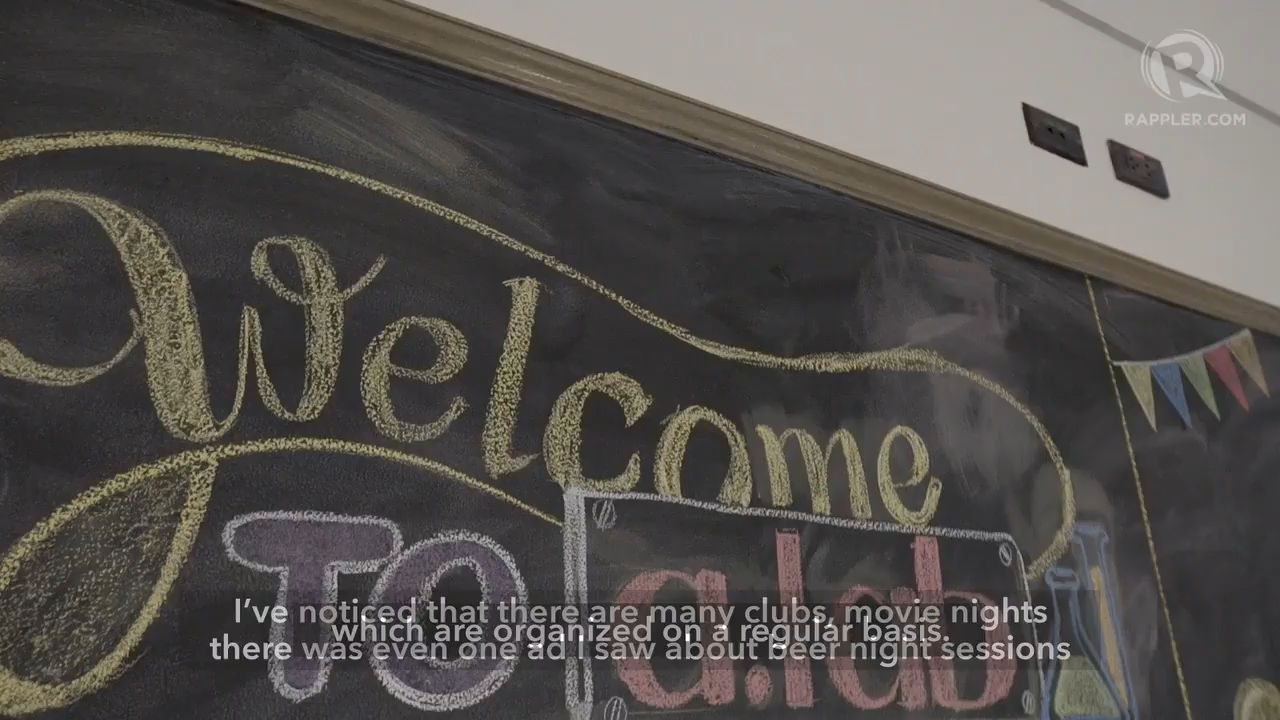 RAPPLER.COM
Welcome
TO a.lab
I've noticed that there are many clubs, movie nights
which are organized on a regular basis.
there was even one ad I saw about beer night sessions